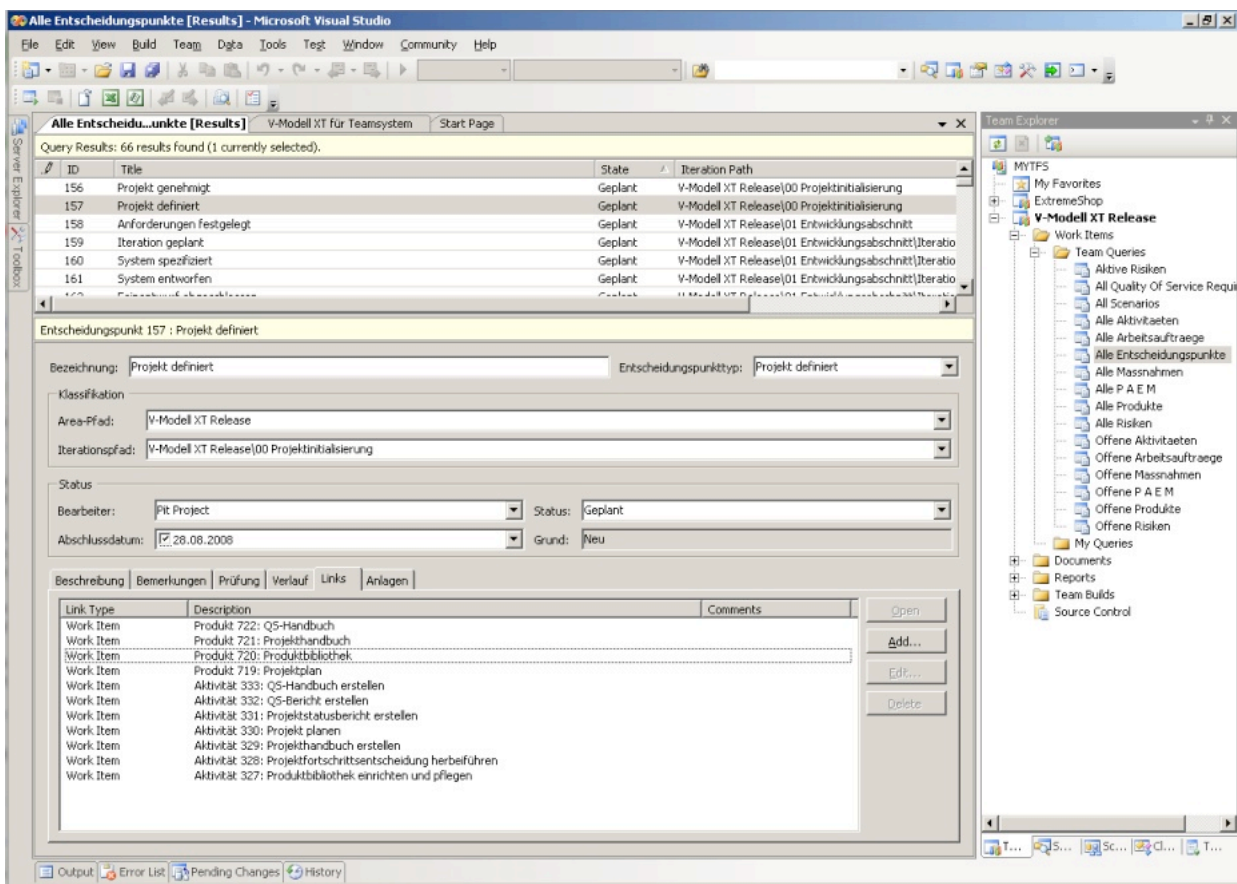 Alle Entscheidungspunkte [Results] - Microsoft Visual Studio
File Edit View Build Team Data Tools Test Window Community Help
Alle Entscheidu...unkte [Results] V-Modell XT für Teamsystem Start Page
Query Results: 66 results found (1 currently selected).
ID Title State Iteration Path
156 Projekt genehmigt Geplant V-Modell XT Release\00 Projektinitialisierung
157 Projekt definiert Geplant V-Modell XT Release\00 Projektinitialisierung
158 Anforderungen festgelegt Geplant V-Modell XT Release\01 Entwicklungsabschnitt
159 Iteration geplant Geplant V-Modell XT Release\01 Entwicklungsabschnitt\Iteratio
160 System spezifiziert Geplant V-Modell XT Release\01 Entwicklungsabschnitt\Iteratio
161 System entworfen Geplant V-Modell XT Release\01 Entwicklungsabschnitt\Iteratio
Entscheidungspunkt 157 : Projekt definiert
Bezeichnung: Projekt definiert Entscheidungspunkttyp: Projekt definiert
Klassifikation
Area-Pfad: V-Modell XT Release
Iterationspfad: V-Modell XT Release\00 Projektinitialisierung
Status
Bearbeiter: Pit Project Status: Geplant
Abschlussdatum: 28.08.2008 Grund: Neu
Beschreibung Bemerkungen Prüfung Verlauf Links Anlagen
Link Type Description Comments
Work Item Produkt 722: QS-Handbuch
Work Item Produkt 721: Projekthandbuch
Work Item Produkt 720: Produktbibliothek
Work Item Produkt 719: Projektplan
Work Item Aktivität 333: QS-Handbuch erstellen
Work Item Aktivität 332: QS-Bericht erstellen
Work Item Aktivität 331: Projektstatusbericht erstellen
Work Item Aktivität 330: Projekt planen
Work Item Aktivität 329: Projekthandbuch erstellen
Work Item Aktivität 328: Projektfortschrittsentscheidung herbeiführen
Work Item Aktivität 327: Produktbibliothek einrichten und pflegen
Open
Add...
Edit...
Delete
Output Error List Pending Changes History
Server Explorer
Toolbox
Team Explorer
MYTFS
My Favorites
ExtremeShop
V-Modell XT Release
Work Items
Team Queries
Aktive Risiken
All Quality Of Service Requi
All Scenarios
Alle Aktivitaeten
Alle Arbeitsauftraege
Alle Entscheidungspunkte
Alle Massnahmen
Alle P A E M
Alle Produkte
Alle Risiken
Offene Aktivitaeten
Offene Arbeitsauftraege
Offene Massnahmen
Offene P A E M
Offene Produkte
Offene Risiken
My Queries
Documents
Reports
Team Builds
Source Control
T... S... Sc... Cl... T...